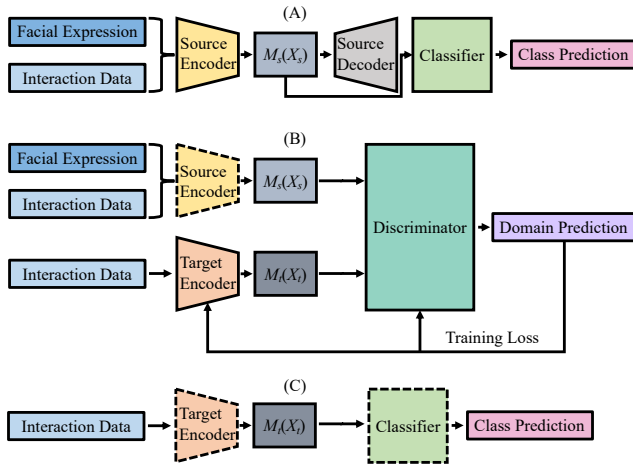 (A)
Facial Expression
Interaction Data
Source
Encoder
Ms(Xs)
Source
Decoder
Classifier
Class Prediction
(B)
Facial Expression
Interaction Data
Source
Encoder
Ms(Xs)
Discriminator
Domain Prediction
Interaction Data
Target
Encoder
Mt(Xt)
Training Loss
(C)
Interaction Data
Target
Encoder
Mt(Xt)
Classifier
Class Prediction